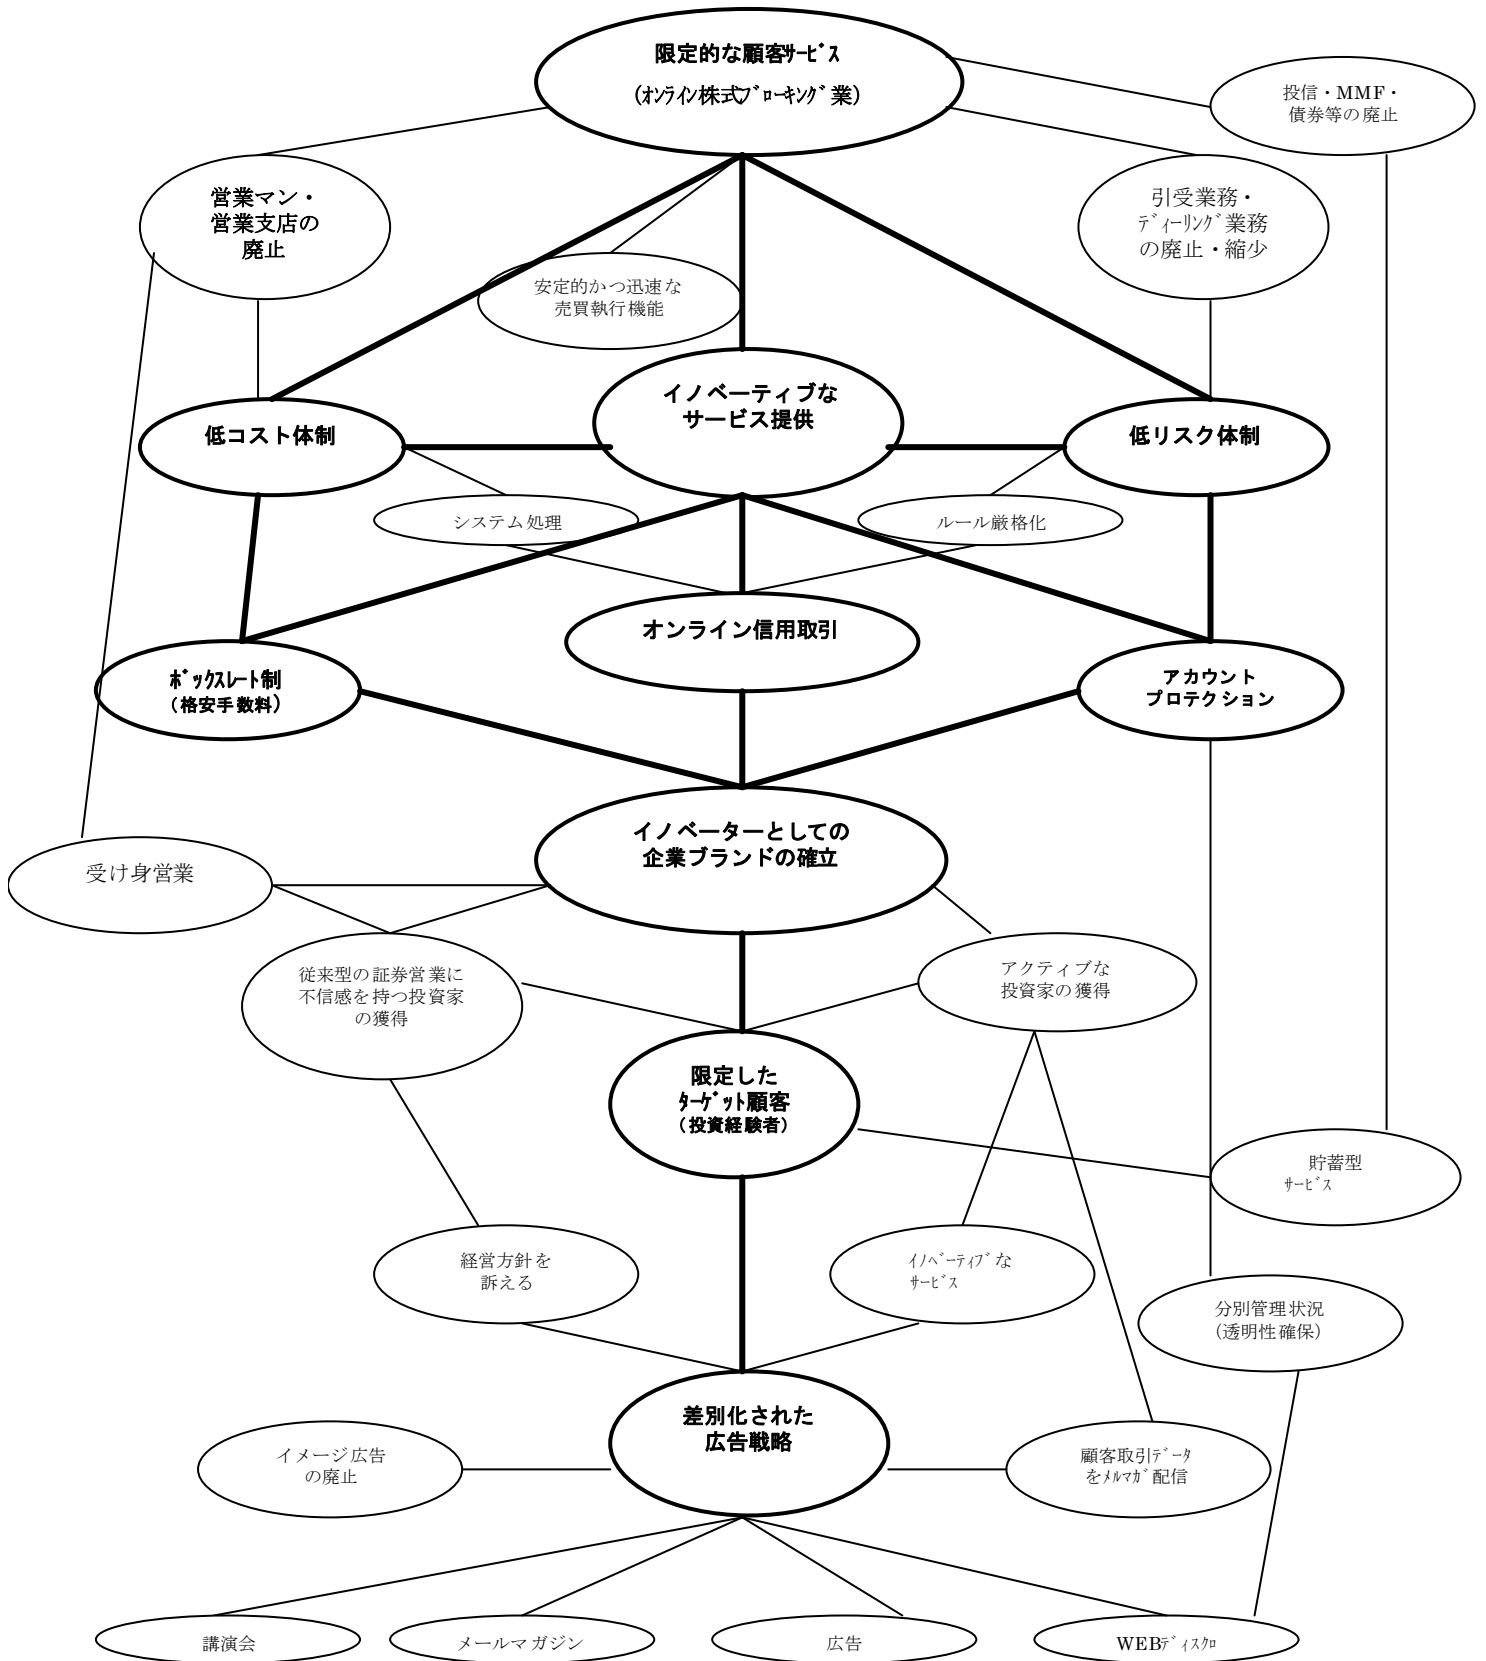 限定的な顧客ｻｰﾋﾞｽ
(ｵﾝﾗｲﾝ株式ﾌﾞﾛｰｷﾝｸﾞ業)
投信・MMF・
債券等の廃止
営業マン・
営業支店の
廃止
引受業務・
ﾃﾞｨｰﾘﾝｸﾞ業務
の廃止・縮少
安定的かつ迅速な
売買執行機能
イノベーティブな
サービス提供
低コスト体制
低リスク体制
システム処理
ルール厳格化
オンライン信用取引
ﾎﾞｯｸｽﾚｰﾄ制
（格安手数料）
アカウント
プロテクション
イノベーターとしての
企業ブランドの確立
受け身営業
従来型の証券営業に
不信感を持つ投資家
の獲得
アクティブな
投資家の獲得
限定した
ﾀｰｹﾞｯﾄ顧客
（投資経験者）
貯蓄型
ｻｰﾋﾞｽ
経営方針を
訴える
ｲﾉﾍﾞｰﾃｨﾌﾞな
ｻｰﾋﾞｽ
分別管理状況
(透明性確保)
差別化された
広告戦略
イメージ広告
の廃止
顧客取引ﾃﾞｰﾀ
をﾒﾙﾏｶﾞ配信
講演会
メールマガジン
広告
WEBﾃﾞｨｽｸﾛ